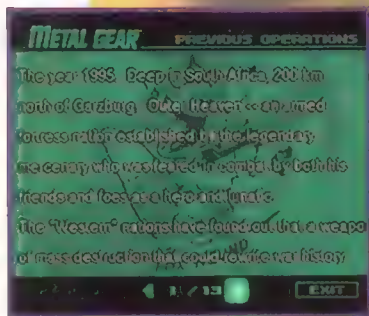 METAL GEAR PREVIOUS OPERATIONS
The year 1995. Deep in South Africa, 200 km
north of Garzburg. Outer Heaven -- an armed
fortress nation established by the legendary
mercenary who was feared in combat by both his
friends and foes as a hero and lunatic.
The "Western" nations have found out that a weapo
of mass destruction that could rewrite war history
1 / 13 EXIT